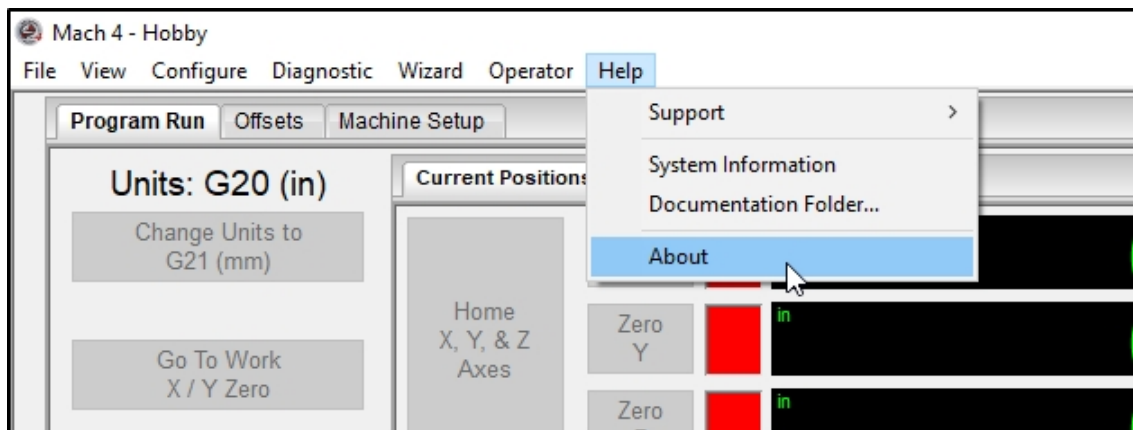 Mach 4 - Hobby
File View Configure Diagnostic Wizard Operator Help
Support
System Information
Documentation Folder...
About
Program Run Offsets Machine Setup
Units: G20 (in)
Change Units to
G21 (mm)
Go To Work
X / Y Zero
Current Positions
Home
X, Y, & Z
Axes
Zero
Y
in
Zero
in